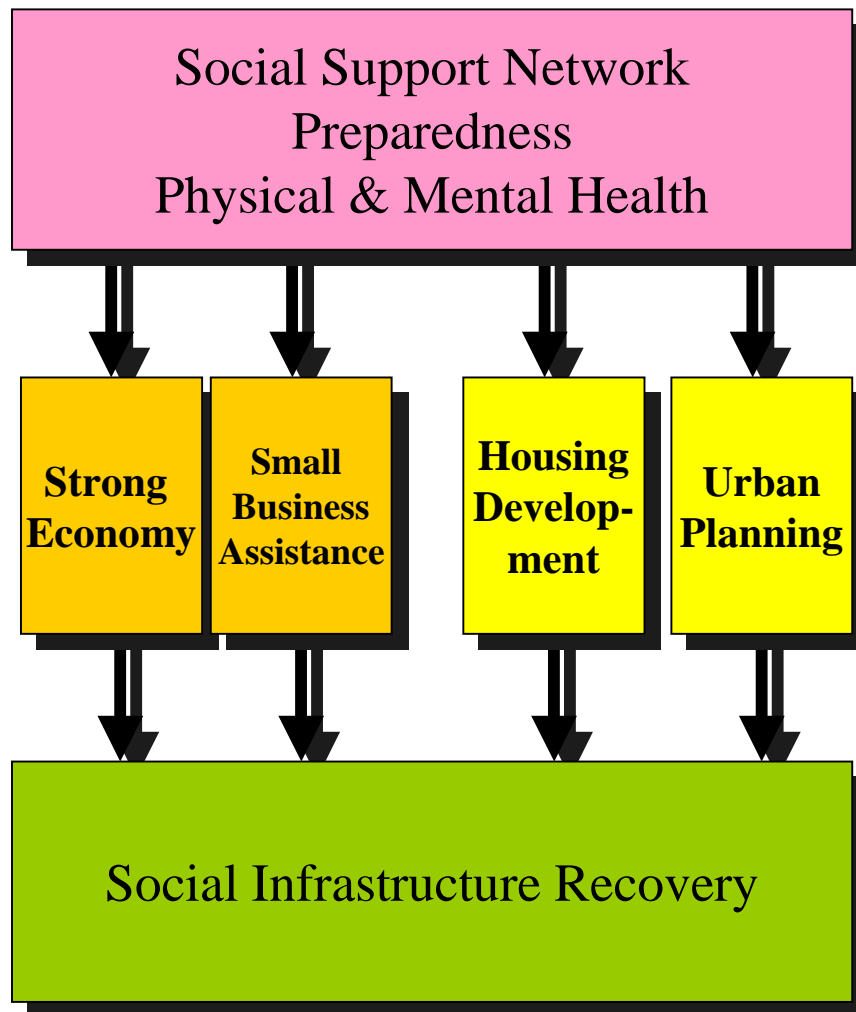 Social Support Network
Preparedness
Physical & Mental Health
Strong
Economy
Small
Business
Assistance
Housing
Develop-
ment
Urban
Planning
Social Infrastructure Recovery